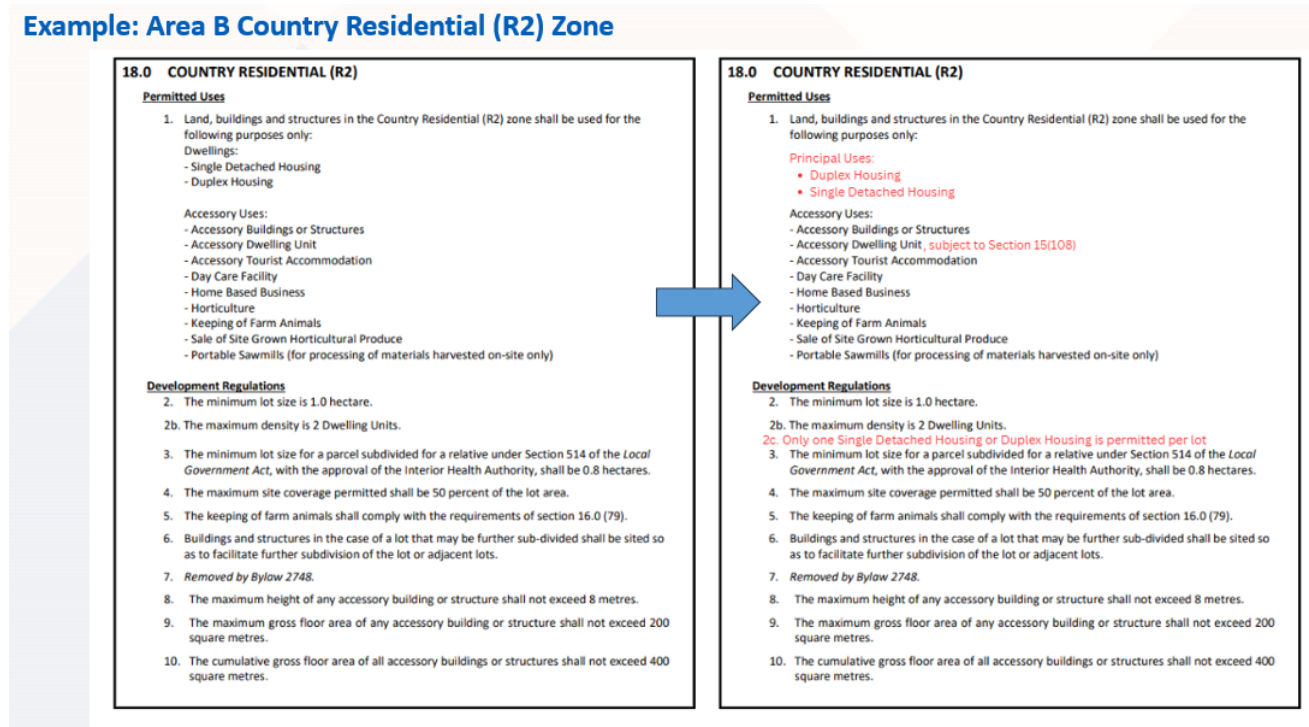 Example: Area B Country Residential (R2) Zone
18.0 COUNTRY RESIDENTIAL (R2)
Permitted Uses
1. Land, buildings and structures in the Country Residential (R2) zone shall be used for the
following purposes only:
Dwellings:
- Single Detached Housing
- Duplex Housing
Accessory Uses:
- Accessory Buildings or Structures
- Accessory Dwelling Unit
- Accessory Tourist Accommodation
- Day Care Facility
- Home Based Business
- Horticulture
- Keeping of Farm Animals
- Sale of Site Grown Horticultural Produce
- Portable Sawmills (for processing of materials harvested on-site only)
Development Regulations
2. The minimum lot size is 1.0 hectare.
2b. The maximum density is 2 Dwelling Units.
3. The minimum lot size for a parcel subdivided for a relative under Section 514 of the Local
Government Act, with the approval of the Interior Health Authority, shall be 0.8 hectares.
4. The maximum site coverage permitted shall be 50 percent of the lot area.
5. The keeping of farm animals shall comply with the requirements of section 16.0 (79).
6. Buildings and structures in the case of a lot that may be further sub-divided shall be sited so
as to facilitate further subdivision of the lot or adjacent lots.
7. Removed by Bylaw 2748.
8. The maximum height of any accessory building or structure shall not exceed 8 metres.
9. The maximum gross floor area of any accessory building or structure shall not exceed 200
square metres.
10. The cumulative gross floor area of all accessory buildings or structures shall not exceed 400
square metres.
18.0 COUNTRY RESIDENTIAL (R2)
Permitted Uses
1. Land, buildings and structures in the Country Residential (R2) zone shall be used for the
following purposes only:
Principal Uses:
• Duplex Housing
• Single Detached Housing
Accessory Uses:
- Accessory Buildings or Structures
- Accessory Dwelling Unit, subject to Section 15(108)
- Accessory Tourist Accommodation
- Day Care Facility
- Home Based Business
- Horticulture
- Keeping of Farm Animals
- Sale of Site Grown Horticultural Produce
- Portable Sawmills (for processing of materials harvested on-site only)
Development Regulations
2. The minimum lot size is 1.0 hectare.
2b. The maximum density is 2 Dwelling Units.
2c. Only one Single Detached Housing or Duplex Housing is permitted per lot
3. The minimum lot size for a parcel subdivided for a relative under Section 514 of the Local
Government Act, with the approval of the Interior Health Authority, shall be 0.8 hectares.
4. The maximum site coverage permitted shall be 50 percent of the lot area.
5. The keeping of farm animals shall comply with the requirements of section 16.0 (79).
6. Buildings and structures in the case of a lot that may be further sub-divided shall be sited so
as to facilitate further subdivision of the lot or adjacent lots.
7. Removed by Bylaw 2748.
8. The maximum height of any accessory building or structure shall not exceed 8 metres.
9. The maximum gross floor area of any accessory building or structure shall not exceed 200
square metres.
10. The cumulative gross floor area of all accessory buildings or structures shall not exceed 400
square metres.